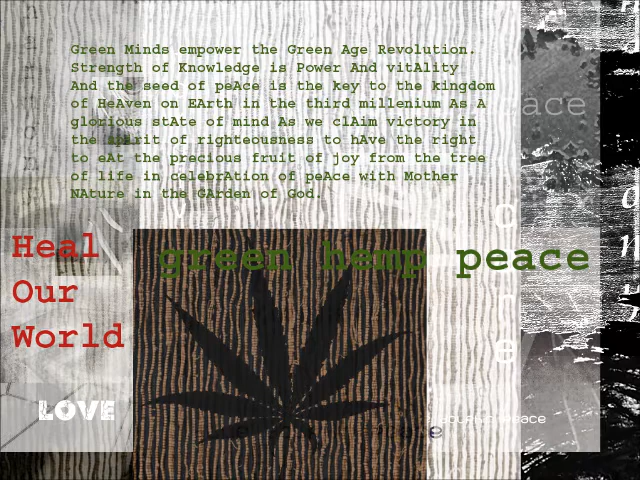 Green Minds empower the Green Age Revolution.
Strength of Knowledge is Power And vitAlity
And the seed of peAce is the key to the kingdom
of HeAven on EArth in the third millenium As A
glorious stAte of mind As we clAim victory in
the spirit of righteousness to hAve the right
to eAt the precious fruit of joy from the tree
of life in celebrAtion of peAce with Mother
NAture in the GArden of God.
green hemp peace
Heal
Our
World
LOVE